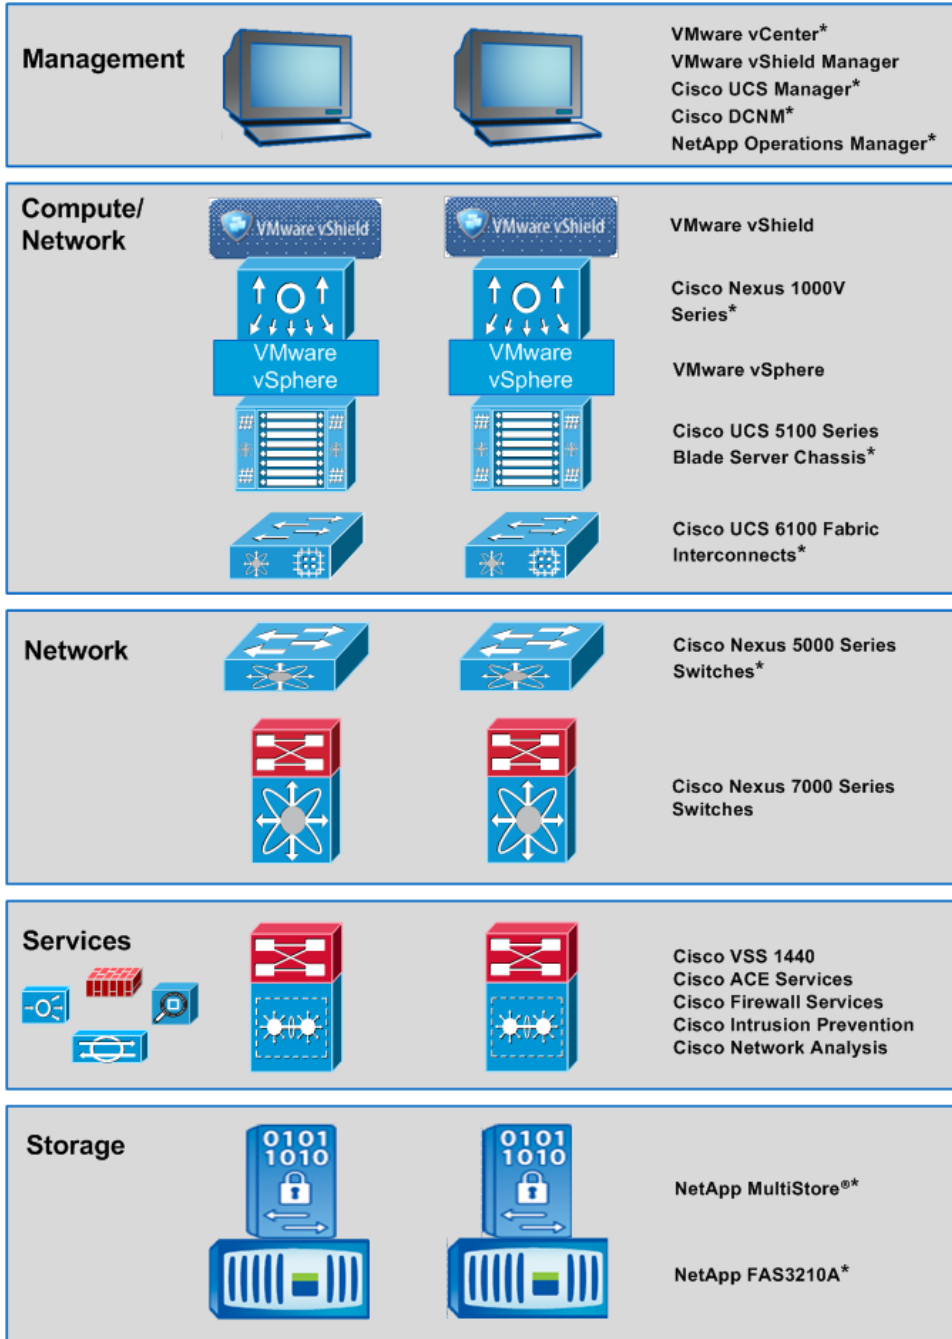 Management
VMware vCenter*
VMware vShield Manager
Cisco UCS Manager*
Cisco DCNM*
NetApp Operations Manager*
Compute/
Network
VMware vShield
VMware vShield
VMware vShield
Cisco Nexus 1000V
Series*
VMware
vSphere
VMware
vSphere
VMware vSphere
Cisco UCS 5100 Series
Blade Server Chassis*
Cisco UCS 6100 Fabric
Interconnects*
Network
Cisco Nexus 5000 Series
Switches*
Cisco Nexus 7000 Series
Switches
Services
Cisco VSS 1440
Cisco ACE Services
Cisco Firewall Services
Cisco Intrusion Prevention
Cisco Network Analysis
Storage
0101
1010
0101
1010
NetApp MultiStore®*
NetApp FAS3210A*